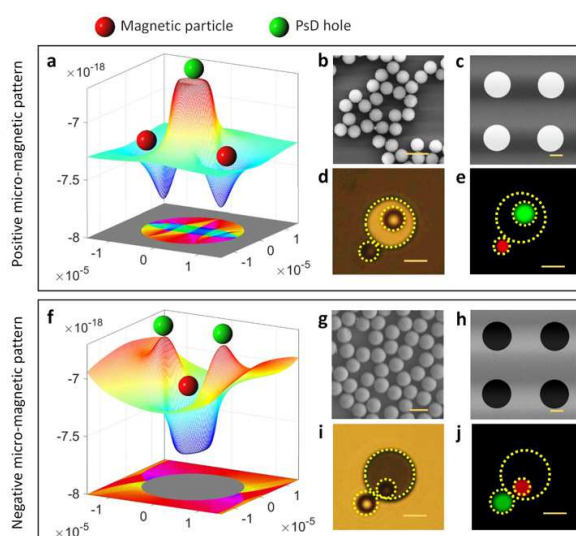 Magnetic particle
PsD hole
Positive micro-magnetic pattern
a
×10⁻¹⁸
-7
-7.5
-8
1
0
-1
×10⁻⁵
-1
0
1
×10⁻⁵
b
c
d
e
Negative micro-magnetic pattern
f
×10⁻¹⁸
-7
-7.5
-8
1
0
-1
×10⁻⁵
-1
0
1
×10⁻⁵
g
h
i
j